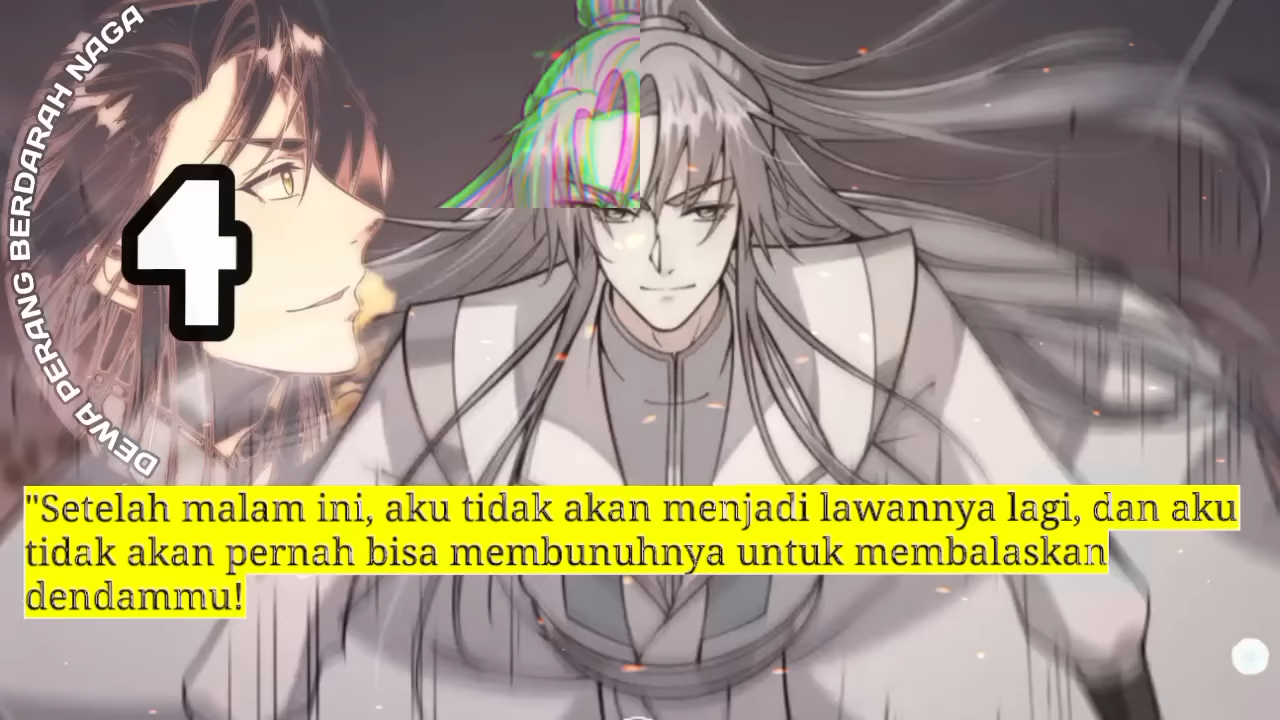 DEWA PERANG BERDARAH NAGA
4
"Setelah malam ini, aku tidak akan menjadi lawannya lagi, dan aku
tidak akan pernah bisa membunuhnya untuk membalaskan
dendammu!